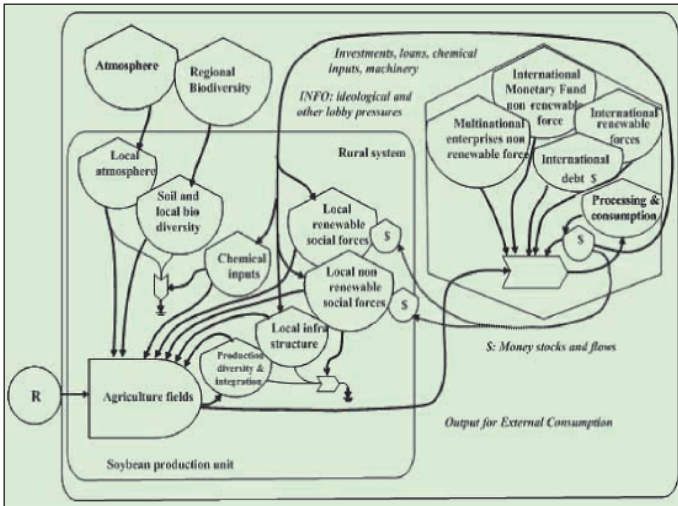 Atmosphere
Regional
Biodiversity
Investments, loans, chemical
inputs, machinery
INFO: ideological and
other lobby pressures
International
Monetary Fund
non-renewable
force
International
renewable
forces
Multinational
enterprises non
renewable force
International
debt $
Processing &
consumption
$
Rural system
Local
atmosphere
Soil and
local bio
diversity
Chemical
inputs
Local
renewable
social forces
$
Local non
renewable
social forces
$
Local infra
structure
Production
diversity &
integration
R
Agriculture fields
$: Money stocks and flows
Output for External Consumption
Soybean production unit